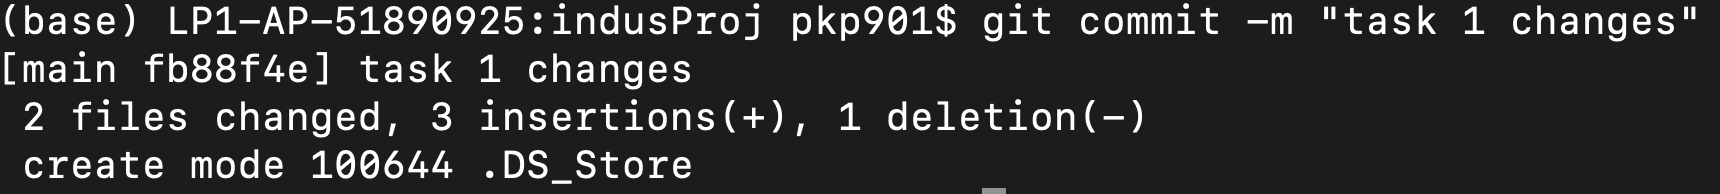 (base) LP1-AP-51890925:indusProj pkp901$ git commit -m "task 1 changes"
[main fb88f4e] task 1 changes
 2 files changed, 3 insertions(+), 1 deletion(-)
 create mode 100644 .DS_Store